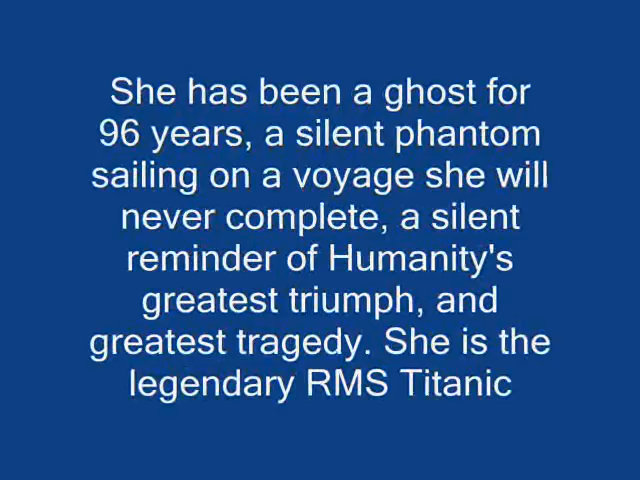 She has been a ghost for
96 years, a silent phantom
sailing on a voyage she will
never complete, a silent
reminder of Humanity's
greatest triumph, and
greatest tragedy. She is the
legendary RMS Titanic